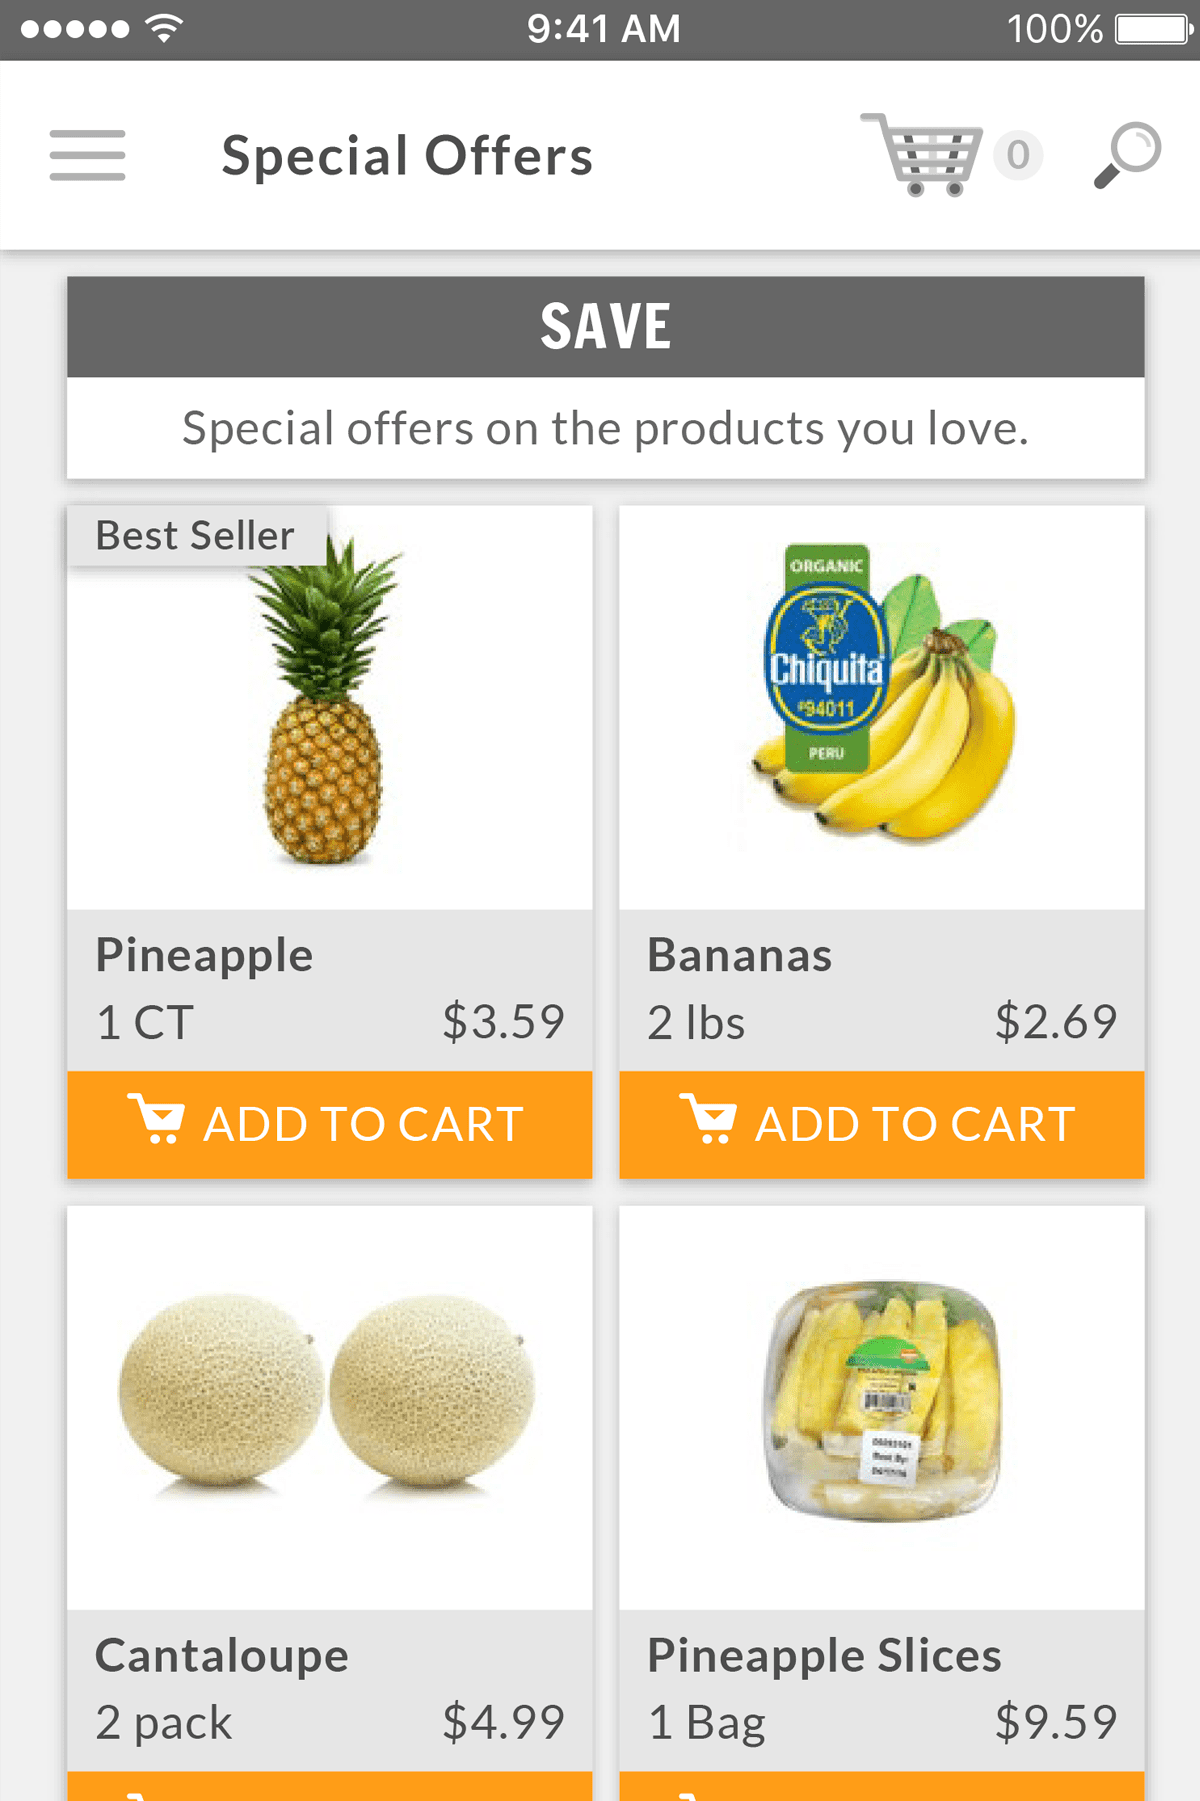 9:41 AM
100%
Special Offers
0
SAVE
Special offers on the products you love.
Best Seller
ORGANIC
Chiquita
#94011
PERU
Pineapple
1 CT
$3.59
Bananas
2 lbs
$2.69
ADD TO CART
ADD TO CART
Cantaloupe
2 pack
$4.99
Pineapple Slices
1 Bag
$9.59